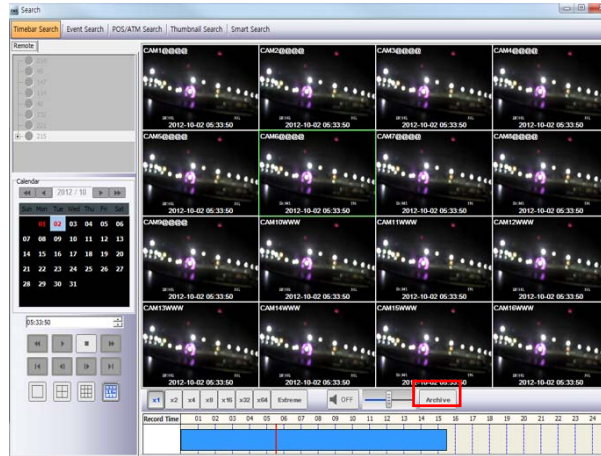 Search
Timebar Search Event Search POS/ATM Search Thumbnail Search Smart Search
Remote
215
Calendar
2012 / 10
Sun Mon Tue Wed Thu Fri Sat
01 02 03 04 05 06
07 08 09 10 11 12 13
14 15 16 17 18 19 20
21 22 23 24 25 26 27
28 29 30 31
05:33:50
CAM1@@@@ CAM2@@@@ CAM3@@@@ CAM4@@@@
2012-10-02 05:33:50 2012-10-02 05:33:50 2012-10-02 05:33:50 2012-10-02 05:33:50
CAM5@@@@ CAM6@@@@ CAM7@@@@ CAM8@@@@
2012-10-02 05:33:50 2012-10-02 05:33:50 2012-10-02 05:33:50 2012-10-02 05:33:50
CAM9@@@@ CAM10WWW CAM11WWW CAM12WWW
2012-10-02 05:33:50 2012-10-02 05:33:50 2012-10-02 05:33:50 2012-10-02 05:33:50
CAM13WWW CAM14WWW CAM15WWW CAM16WWW
2012-10-02 05:33:50 2012-10-02 05:33:50 2012-10-02 05:33:50 2012-10-02 05:33:50
x1 x2 x4 x8 x16 x32 x64 Extreme OFF Archive
Record Time 01 02 03 04 05 06 07 08 09 10 11 12 13 14 15 16 17 18 19 20 21 22 23 24